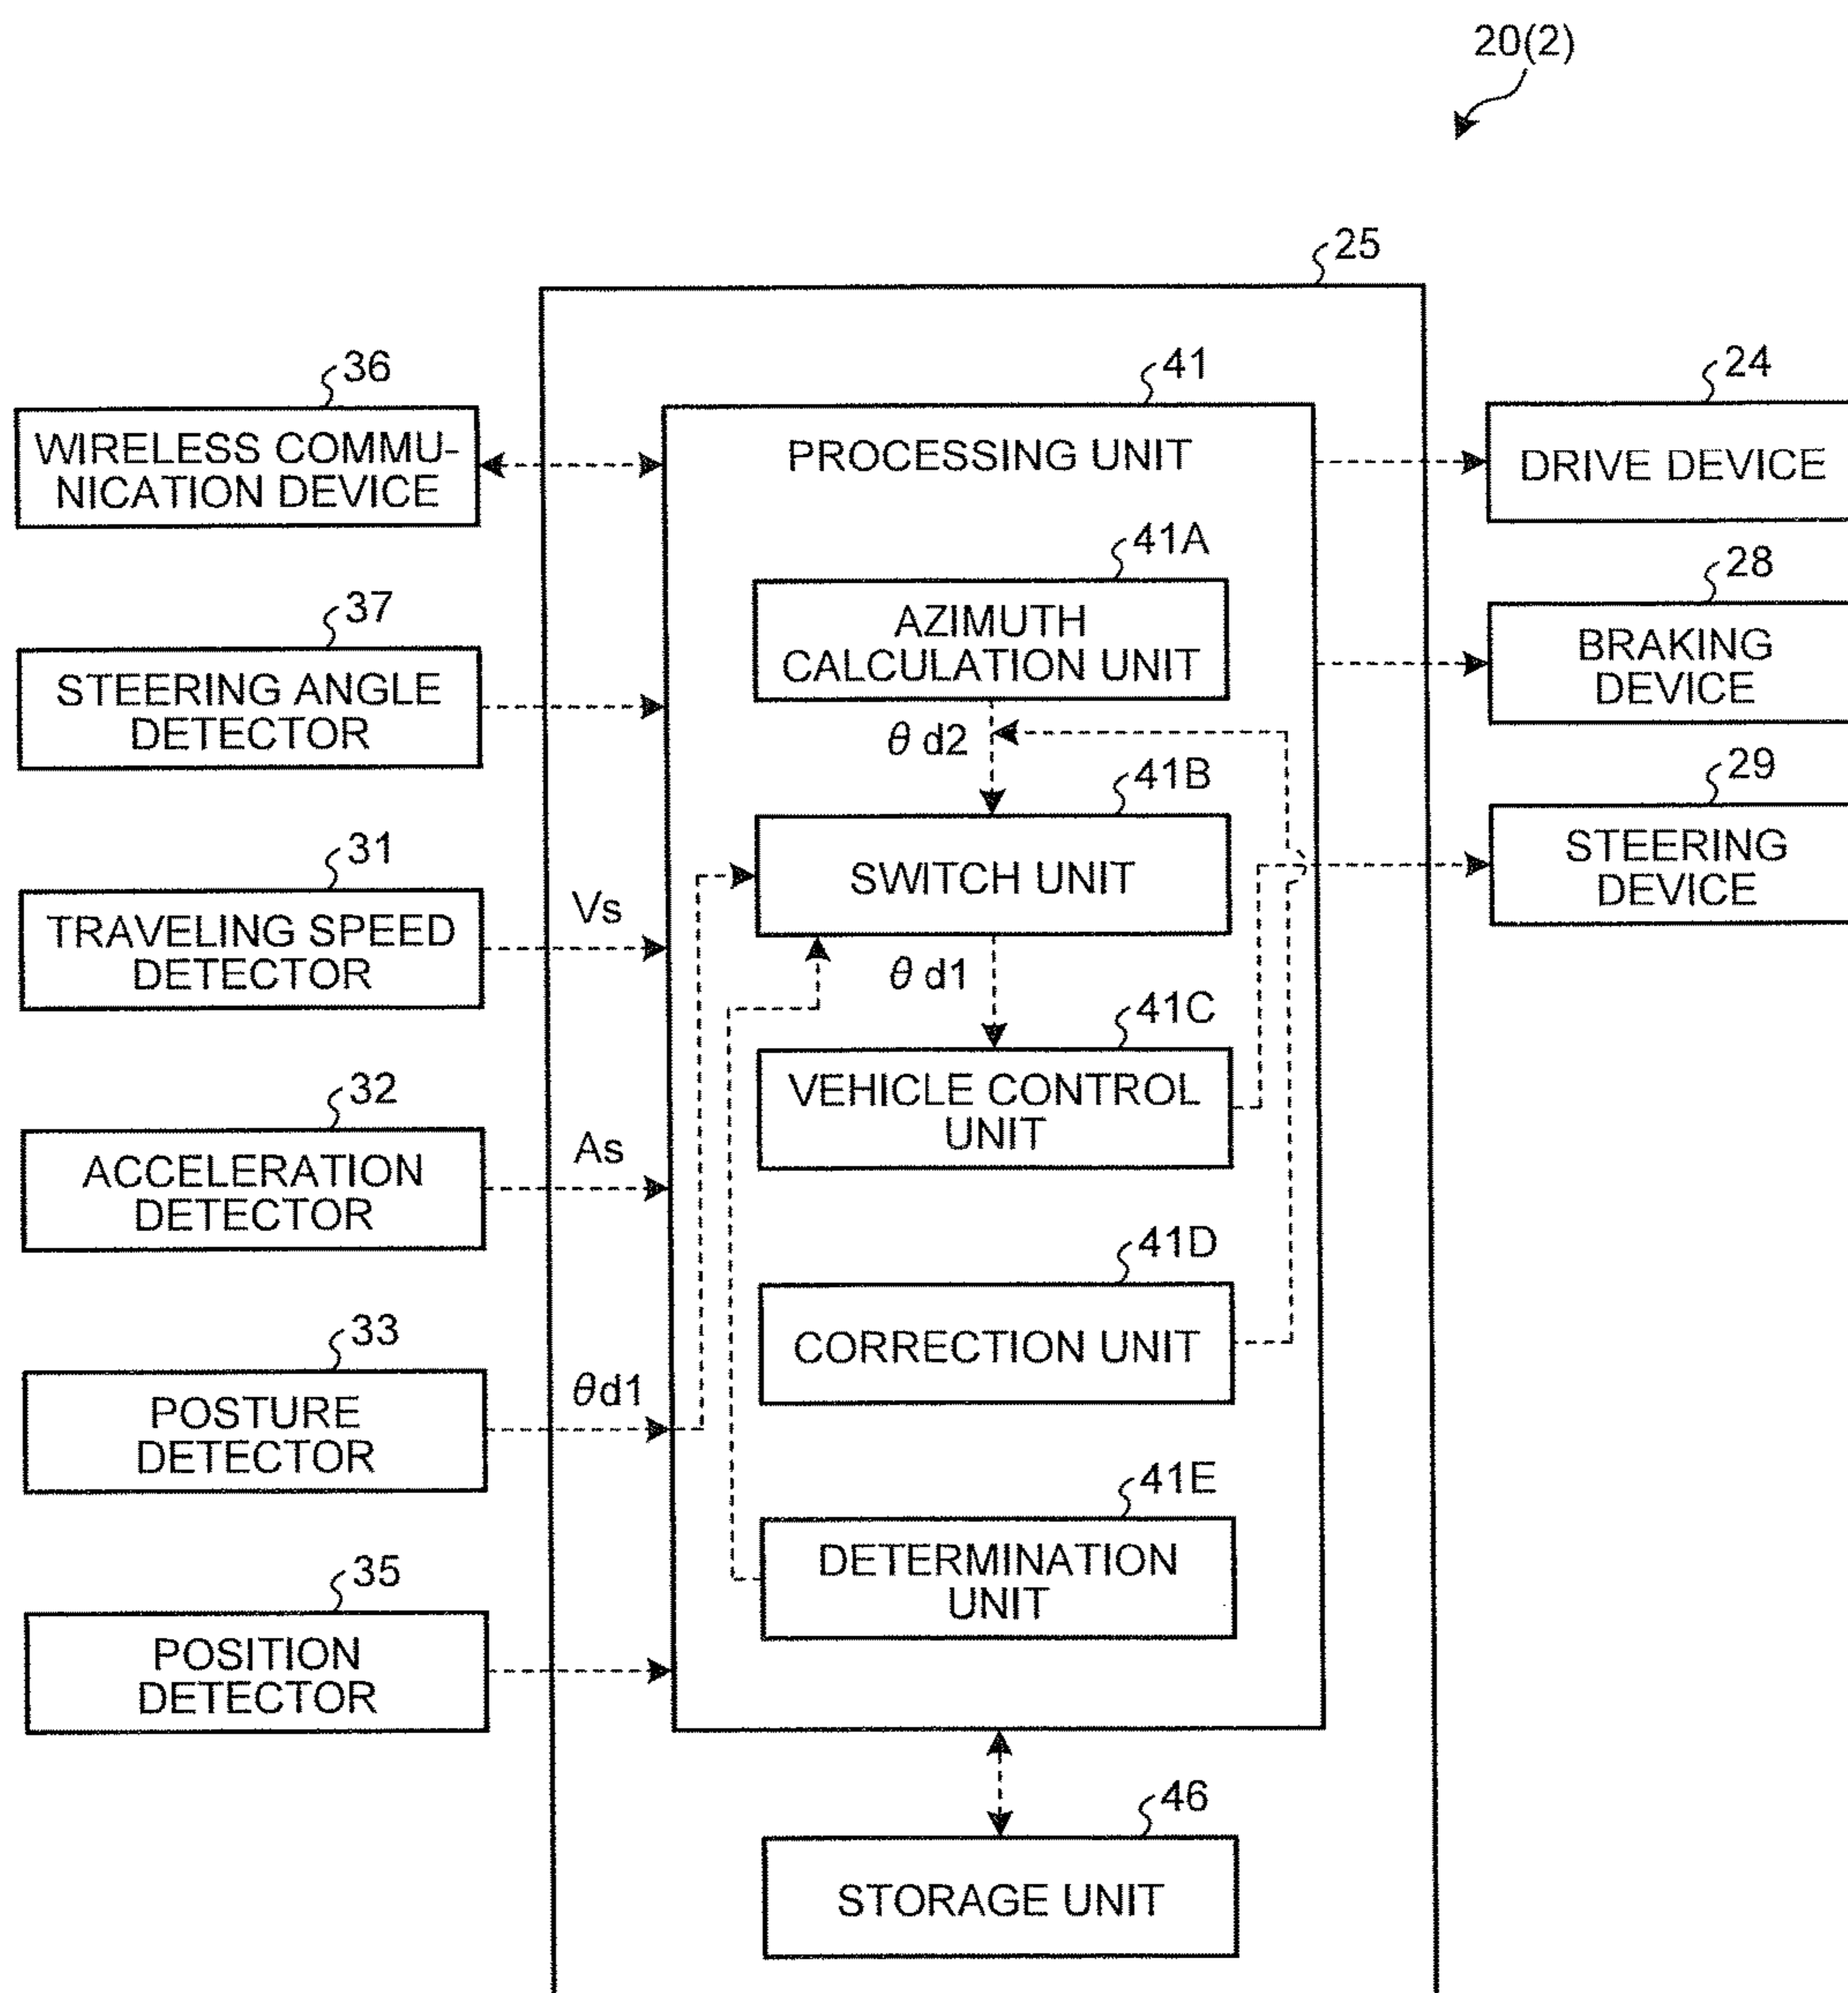 20(2)
25
36
WIRELESS COMMU-
NICATION DEVICE
37
STEERING ANGLE
DETECTOR
31
TRAVELING SPEED
DETECTOR
Vs
32
ACCELERATION
DETECTOR
As
33
POSTURE
DETECTOR
θd1
35
POSITION
DETECTOR
41
PROCESSING UNIT
41A
AZIMUTH
CALCULATION UNIT
θ d2
41B
SWITCH UNIT
θ d1
41C
VEHICLE CONTROL
UNIT
41D
CORRECTION UNIT
41E
DETERMINATION
UNIT
46
STORAGE UNIT
24
DRIVE DEVICE
28
BRAKING
DEVICE
29
STEERING
DEVICE